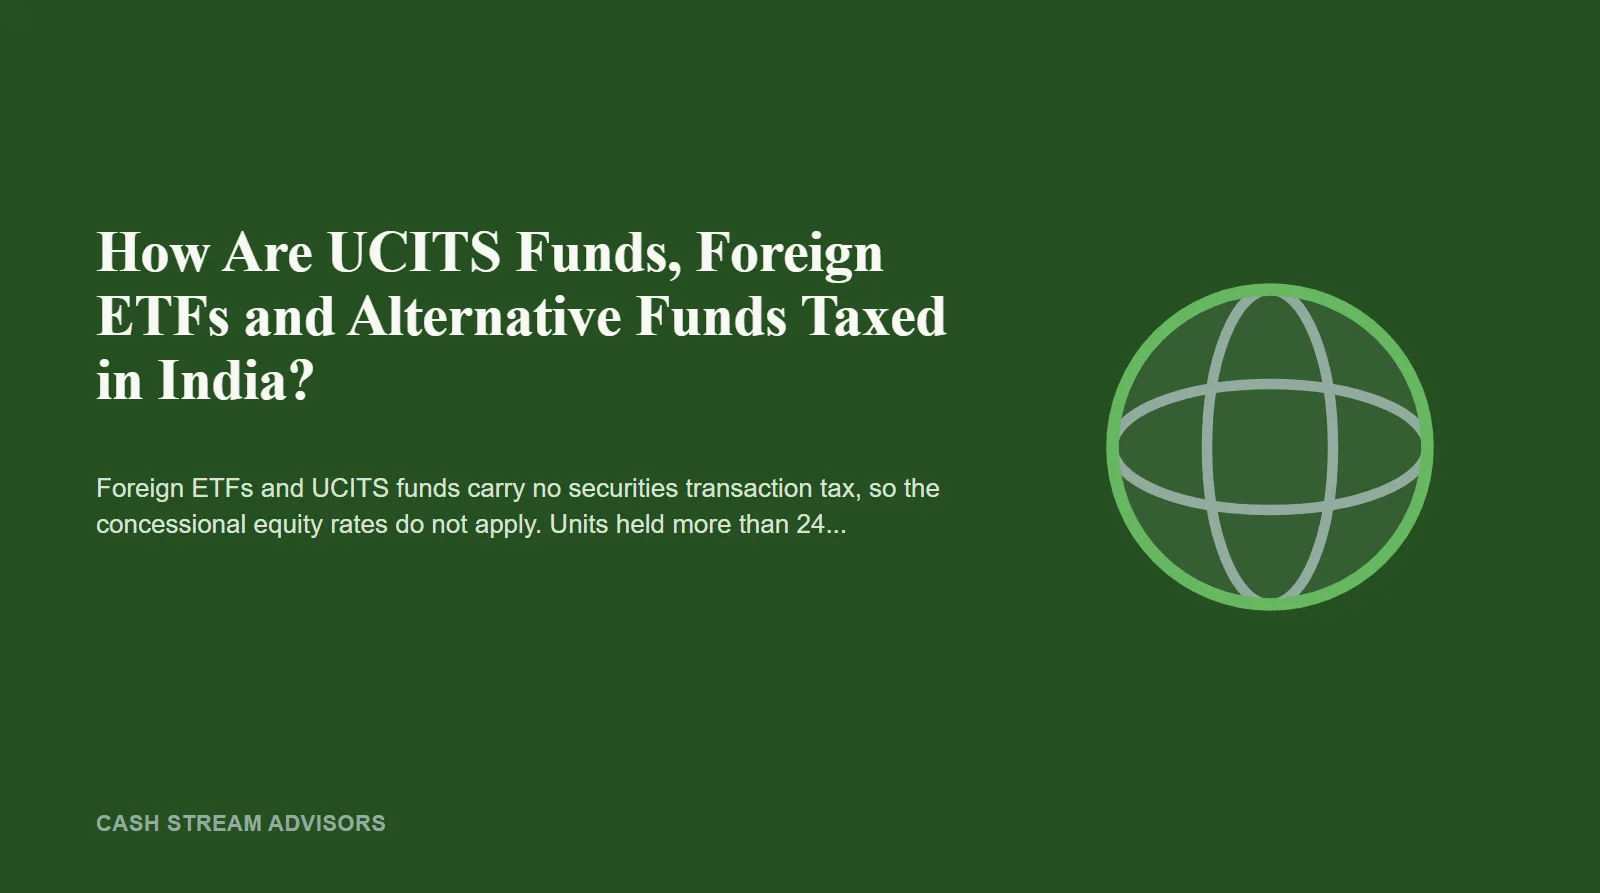 How Are UCITS Funds, Foreign
ETFs and Alternative Funds Taxed
in India?
Foreign ETFs and UCITS funds carry no securities transaction tax, so the
concessional equity rates do not apply. Units held more than 24...
CASH STREAM ADVISORS